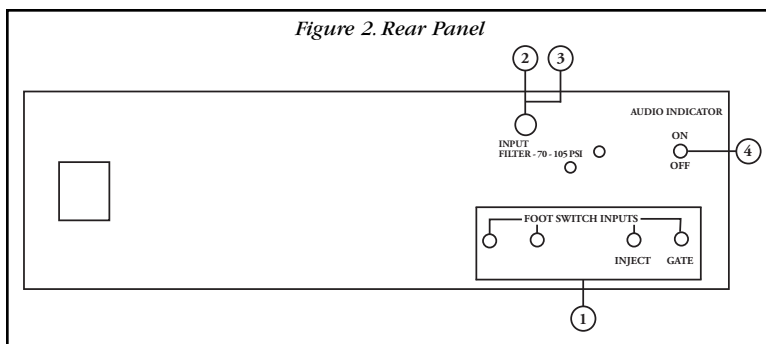 Figure 2. Rear Panel
2 3
AUDIO INDICATOR
ON
INPUT
FILTER - 70 - 105 PSI
4
OFF
FOOT SWITCH INPUTS
INJECT GATE
1